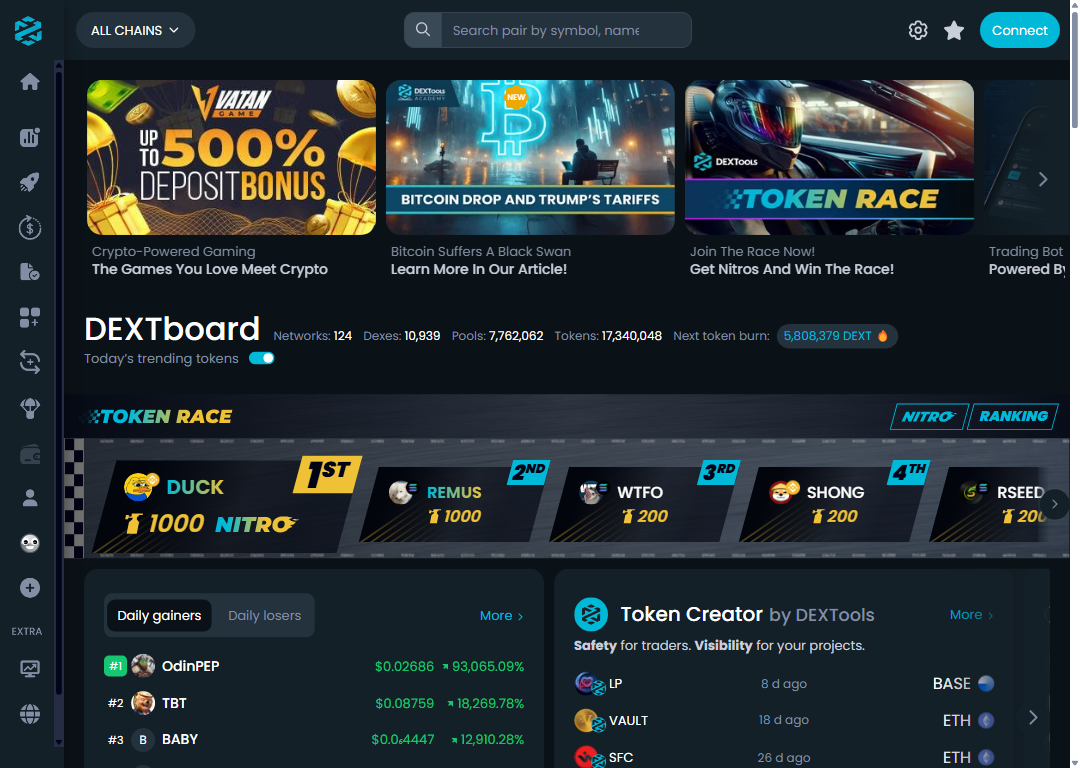 ALL CHAINS
Search pair by symbol, name
Connect
VATAN
GAME
UP TO 500%
DEPOSIT BONUS
DEXTools
ACADEMY
NEW
BITCOIN DROP AND TRUMP'S TARIFFS
DEXTools
TOKEN RACE
Crypto-Powered Gaming
The Games You Love Meet Crypto
Bitcoin Suffers A Black Swan
Learn More In Our Article!
Join The Race Now!
Get Nitros And Win The Race!
Trading Bot
Powered By
DEXTboard
Networks: 124 Dexes: 10,939 Pools: 7,762,062 Tokens: 17,340,048 Next token burn: 5,808,379 DEXT
Today's trending tokens
TOKEN RACE
NITRO
RANKING
1ST
DUCK
1000 NITRO
2ND
REMUS
1000
3RD
WTFO
200
4TH
SHONG
200
RSEED
200
Daily gainers
Daily losers
More
#1 OdinPEP $0.02686 93,065.09%
#2 TBT $0.08759 18,269.78%
#3 B BABY $0.0₆4447 12,910.28%
Token Creator by DEXTools
More
Safety for traders. Visibility for your projects.
LP 8 d ago BASE
VAULT 18 d ago ETH
SFC 26 d ago ETH
EXTRA